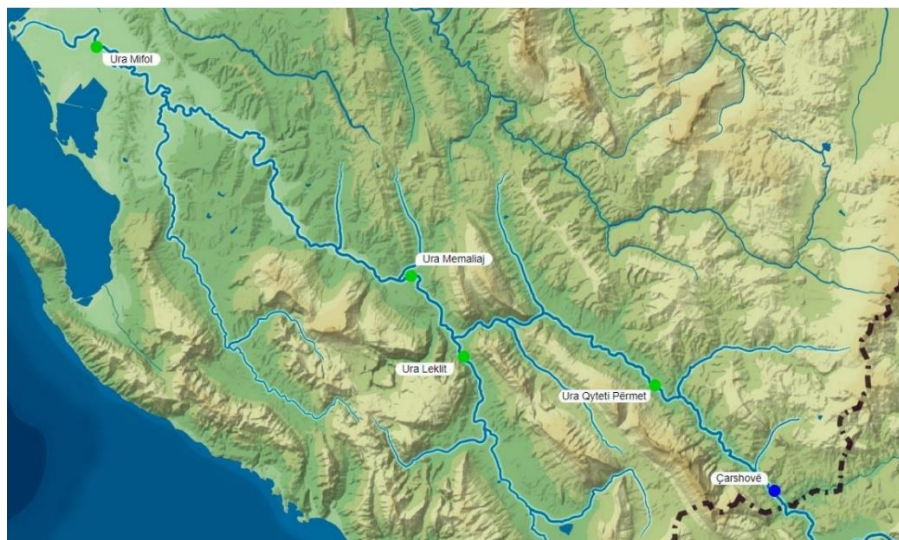 Ura Mifol
Ura Memaliaj
Ura Leklit
Ura Qyteti Përmet
Çarshovë